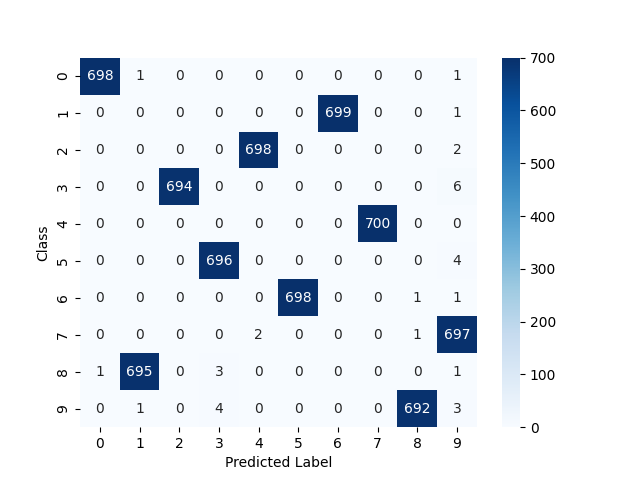 0 698 1 0 0 0 0 0 0 0 1
1 0 0 0 0 0 0 699 0 0 1
2 0 0 0 0 698 0 0 0 0 2
3 0 0 694 0 0 0 0 0 0 6
4 0 0 0 0 0 0 0 700 0 0
5 0 0 0 696 0 0 0 0 0 4
6 0 0 0 0 0 698 0 0 1 1
7 0 0 0 0 2 0 0 0 1 697
8 1 695 0 3 0 0 0 0 0 1
9 0 1 0 4 0 0 0 0 692 3
0 1 2 3 4 5 6 7 8 9
Predicted Label
Class
700
600
500
400
300
200
100
0